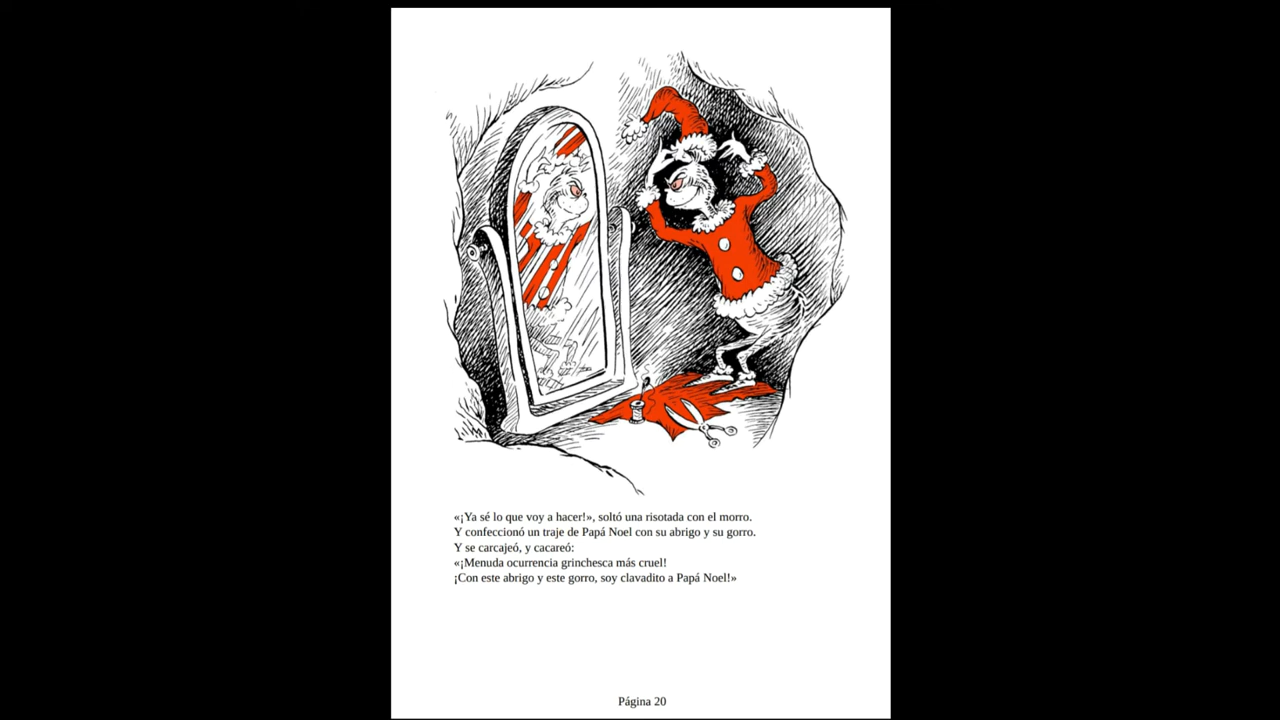 «¡Ya sé lo que voy a hacer!», soltó una risotada con el morro.
Y confeccionó un traje de Papá Noel con su abrigo y su gorro.
Y se carcajeó, y cacareó:
«¡Menuda ocurrencia grinchesca más cruel!
¡Con este abrigo y este gorro, soy clavadito a Papá Noel!»
Página 20